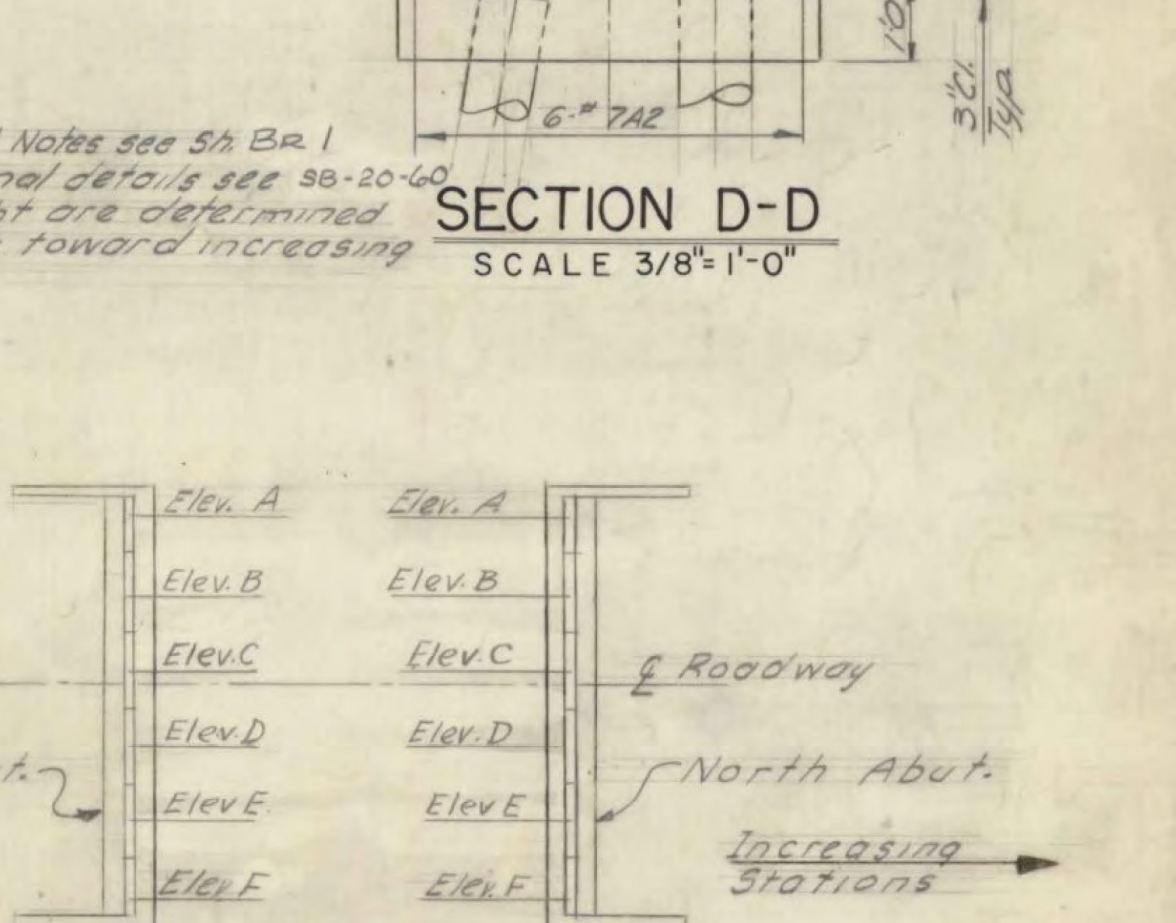 1'0
3"Cl.
Typ
6-# 7A2
Notes see Sh. BR 1
details see SB-20-60
are determined
toward increasing
SECTION D-D
SCALE 3/8"=1'-0"
Elev. A Elev. A
Elev. B Elev. B
Elev. C Elev. C
℄ Roadway
Elev. D Elev. D
North Abut.
Elev E. Elev E
Increasing
Stations
Elev. F Elev. F